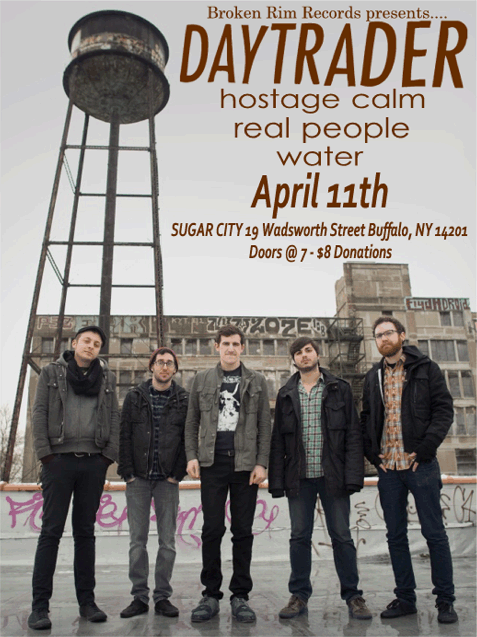 Broken Rim Records presents....
DAYTRADER
hostage calm
real people
water
April 11th
SUGAR CITY 19 Wadsworth Street Buffalo, NY 14201
Doors @ 7 - $8 Donations